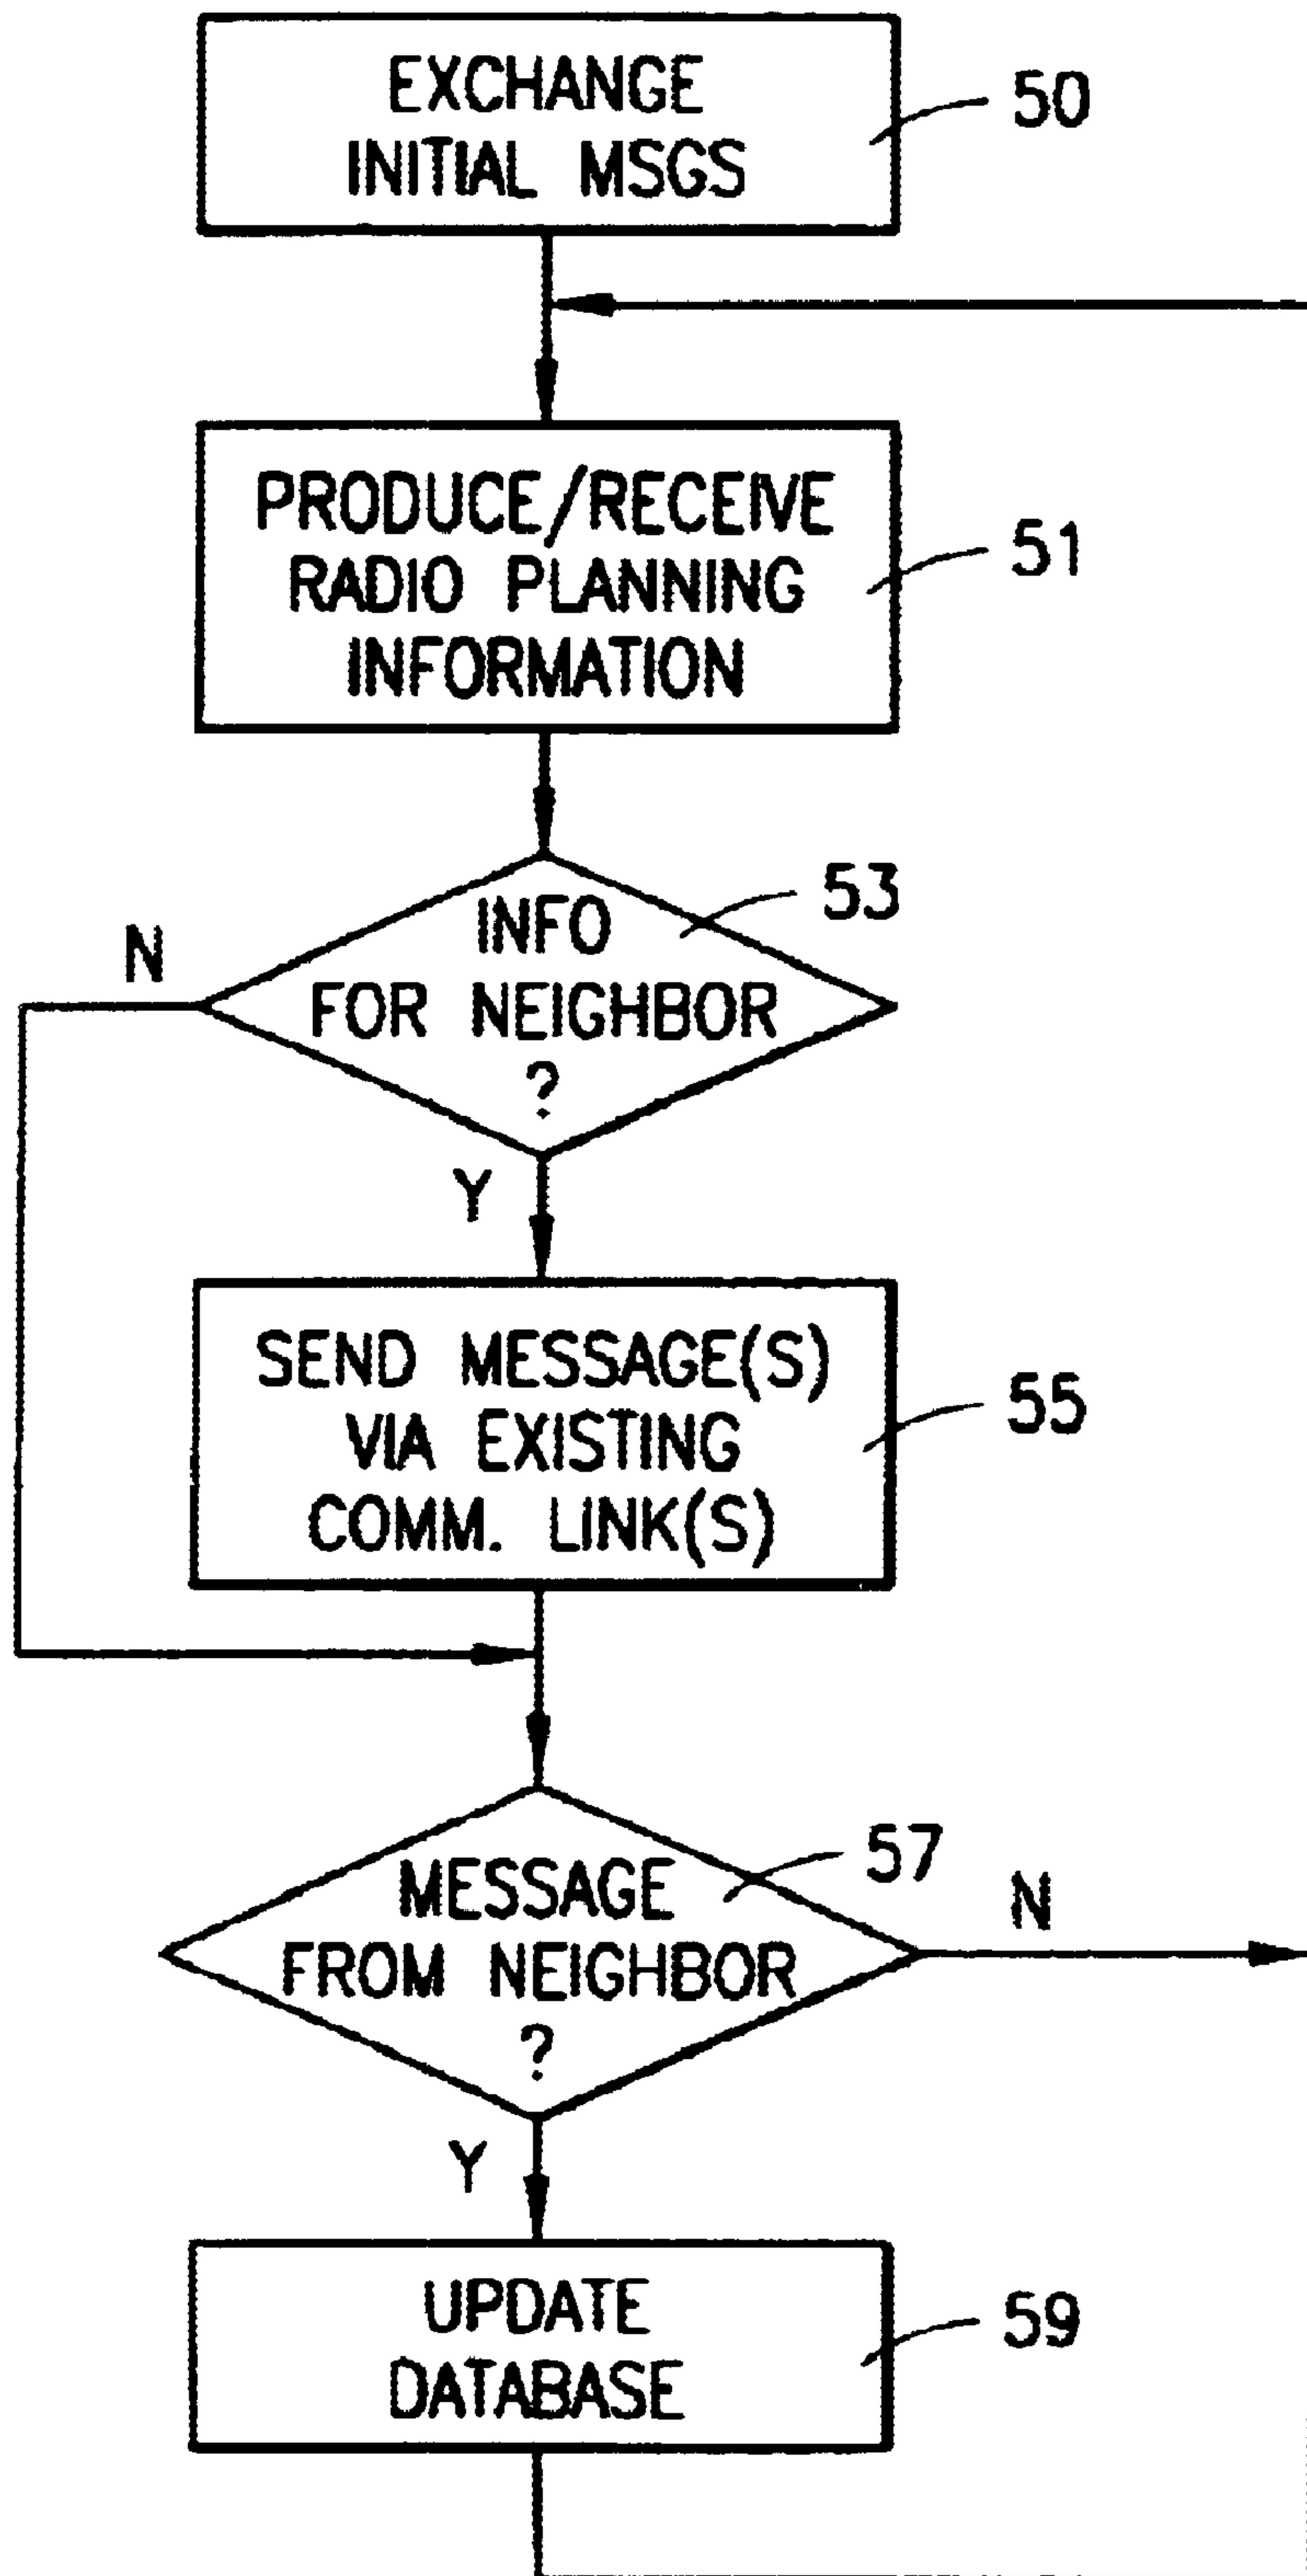 EXCHANGE
INITIAL MSGS
50
PRODUCE/RECEIVE
RADIO PLANNING
INFORMATION
51
53
N
INFO
FOR NEIGHBOR
?
Y
SEND MESSAGE(S)
VIA EXISTING
COMM. LINK(S)
55
57
MESSAGE
FROM NEIGHBOR
?
N
Y
UPDATE
DATABASE
59